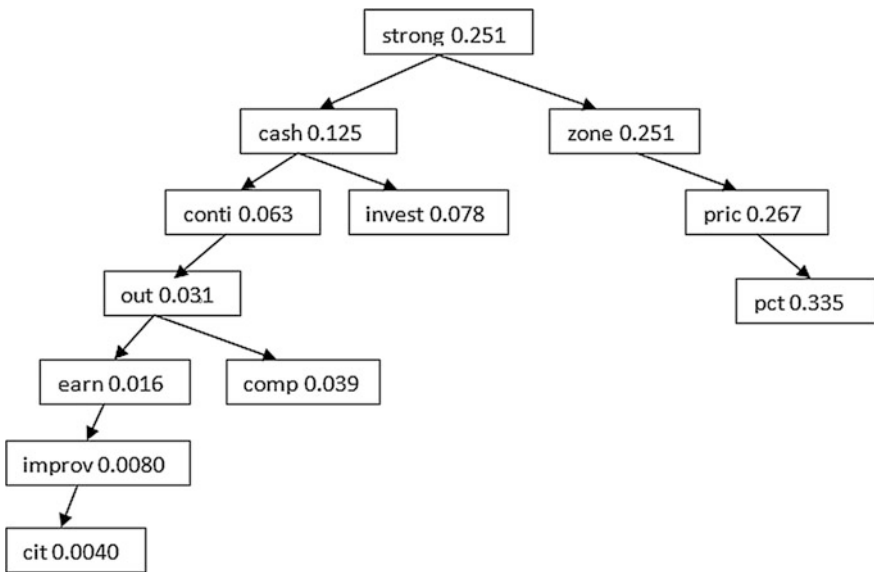 strong 0.251
cash 0.125
zone 0.251
conti 0.063
invest 0.078
pric 0.267
out 0.031
pct 0.335
earn 0.016
comp 0.039
improv 0.0080
cit 0.0040